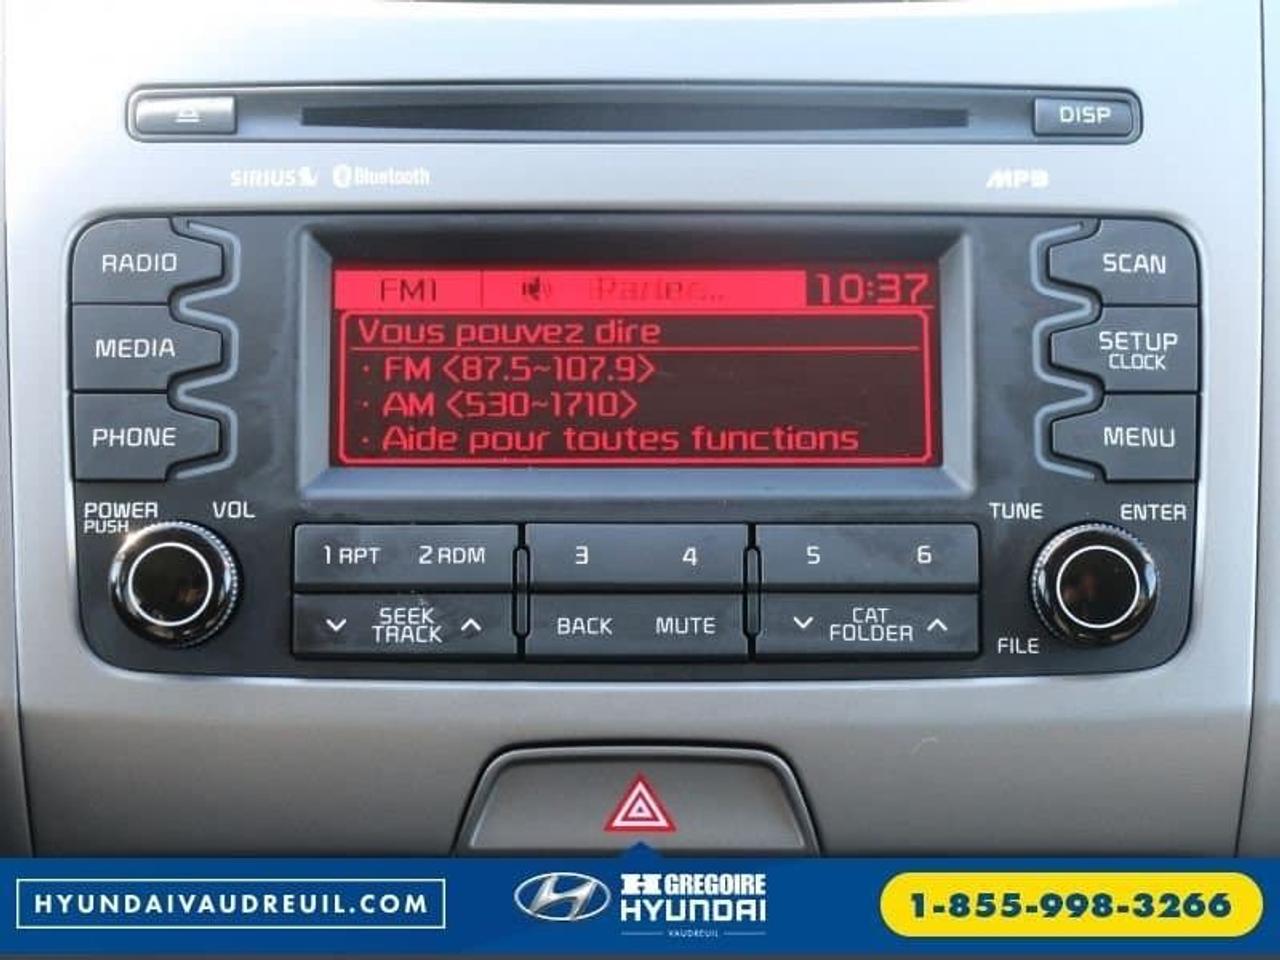 DISP
SIRIUS Bluetooth MP3
RADIO
SCAN
FM1 Parlez... 10:37
Vous pouvez dire
· FM <87.5~107.9>
· AM <530~1710>
· Aide pour toutes functions
MEDIA
SETUP
CLOCK
PHONE
MENU
POWER
PUSH
VOL
TUNE
ENTER
1 RPT 2 RDM 3 4 5 6
SEEK
TRACK
BACK MUTE
CAT
FOLDER
FILE
HYUNDAIVAUDREUIL.COM
H GREGOIRE
HYUNDAI
VAUDREUIL
1-855-998-3266